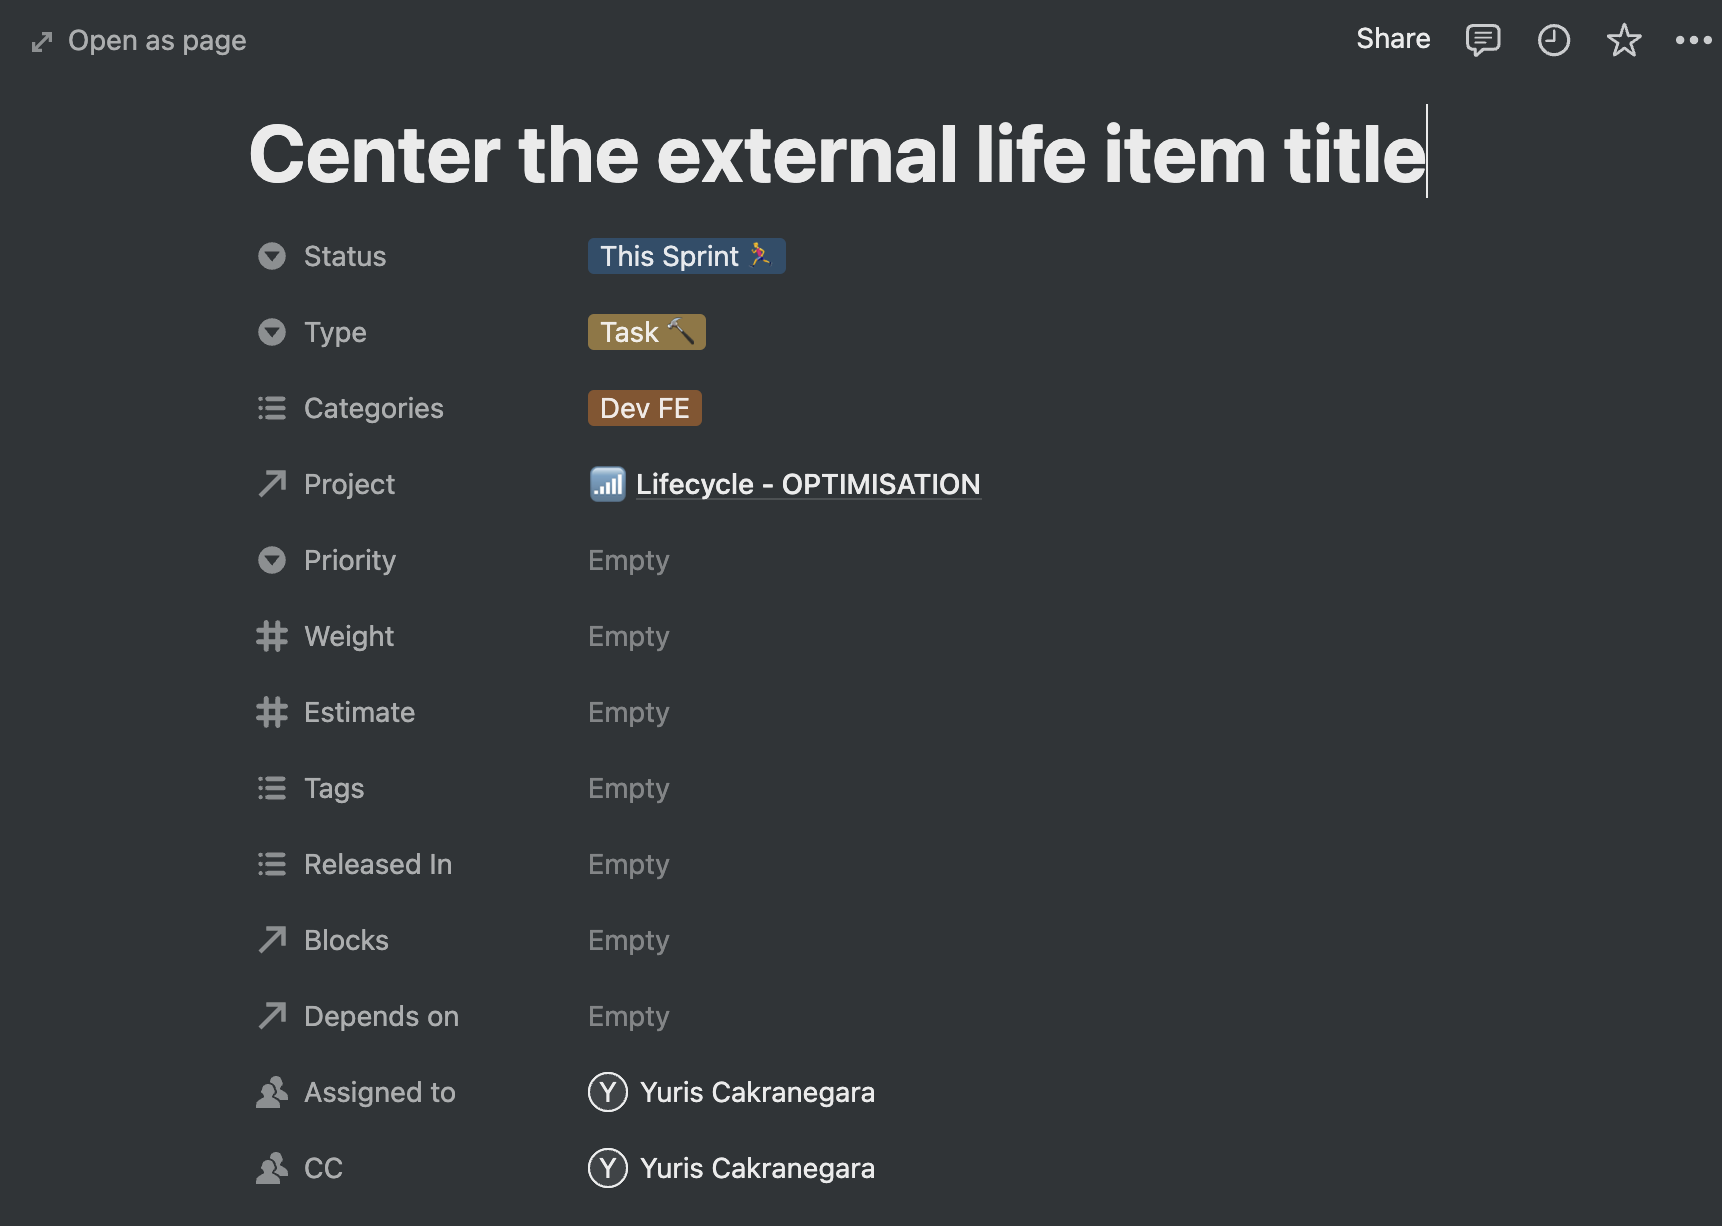 Open as page
Share
Center the external life item title
Status This Sprint 🏃
Type Task 🔨
Categories Dev FE
Project Lifecycle - OPTIMISATION
Priority Empty
Weight Empty
Estimate Empty
Tags Empty
Released In Empty
Blocks Empty
Depends on Empty
Assigned to Y Yuris Cakranegara
CC Y Yuris Cakranegara